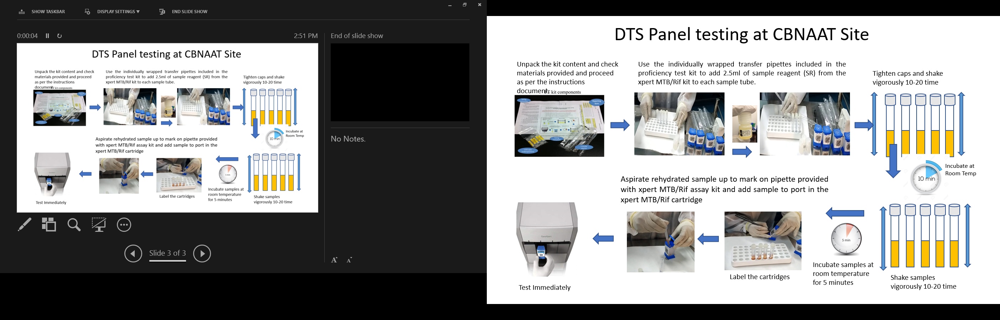 SHOW TASKBAR
DISPLAY SETTINGS ▼
END SLIDE SHOW
0:00:04
2:51 PM
DTS Panel testing at CBNAAT Site
Unpack the kit content and check
materials provided and proceed
as per the instructions
document.
PT kit components
Use the individually wrapped transfer pipettes included in the
proficiency test kit to add 2.5ml of sample reagent (SR) from the
xpert MTB/Rif kit to each sample tube.
Tighten caps and shake
vigorously 10-20 time
10 min
Incubate at
Room Temp
Aspirate rehydrated sample up to mark on pipette provided
with xpert MTB/Rif assay kit and add sample to port in the
xpert MTB/Rif cartridge
5 min
Test Immediately
Label the cartridges
Incubate samples at
room temperature
for 5 minutes
Shake samples
vigorously 10-20 time
Slide 3 of 3
End of slide show
No Notes.
A A
DTS Panel testing at CBNAAT Site
Unpack the kit content and check
materials provided and proceed
as per the instructions
document.
PT kit components
Reporting
form
Use the individually wrapped transfer pipettes included in the
proficiency test kit to add 2.5ml of sample reagent (SR) from the
xpert MTB/Rif kit to each sample tube.
Tighten caps and shake
vigorously 10-20 time
10 min
Incubate at
Room Temp
Aspirate rehydrated sample up to mark on pipette provided
with xpert MTB/Rif assay kit and add sample to port in the
xpert MTB/Rif cartridge
GeneXpert
5 min
Test Immediately
Label the cartridges
Incubate samples at
room temperature
for 5 minutes
Shake samples
vigorously 10-20 time